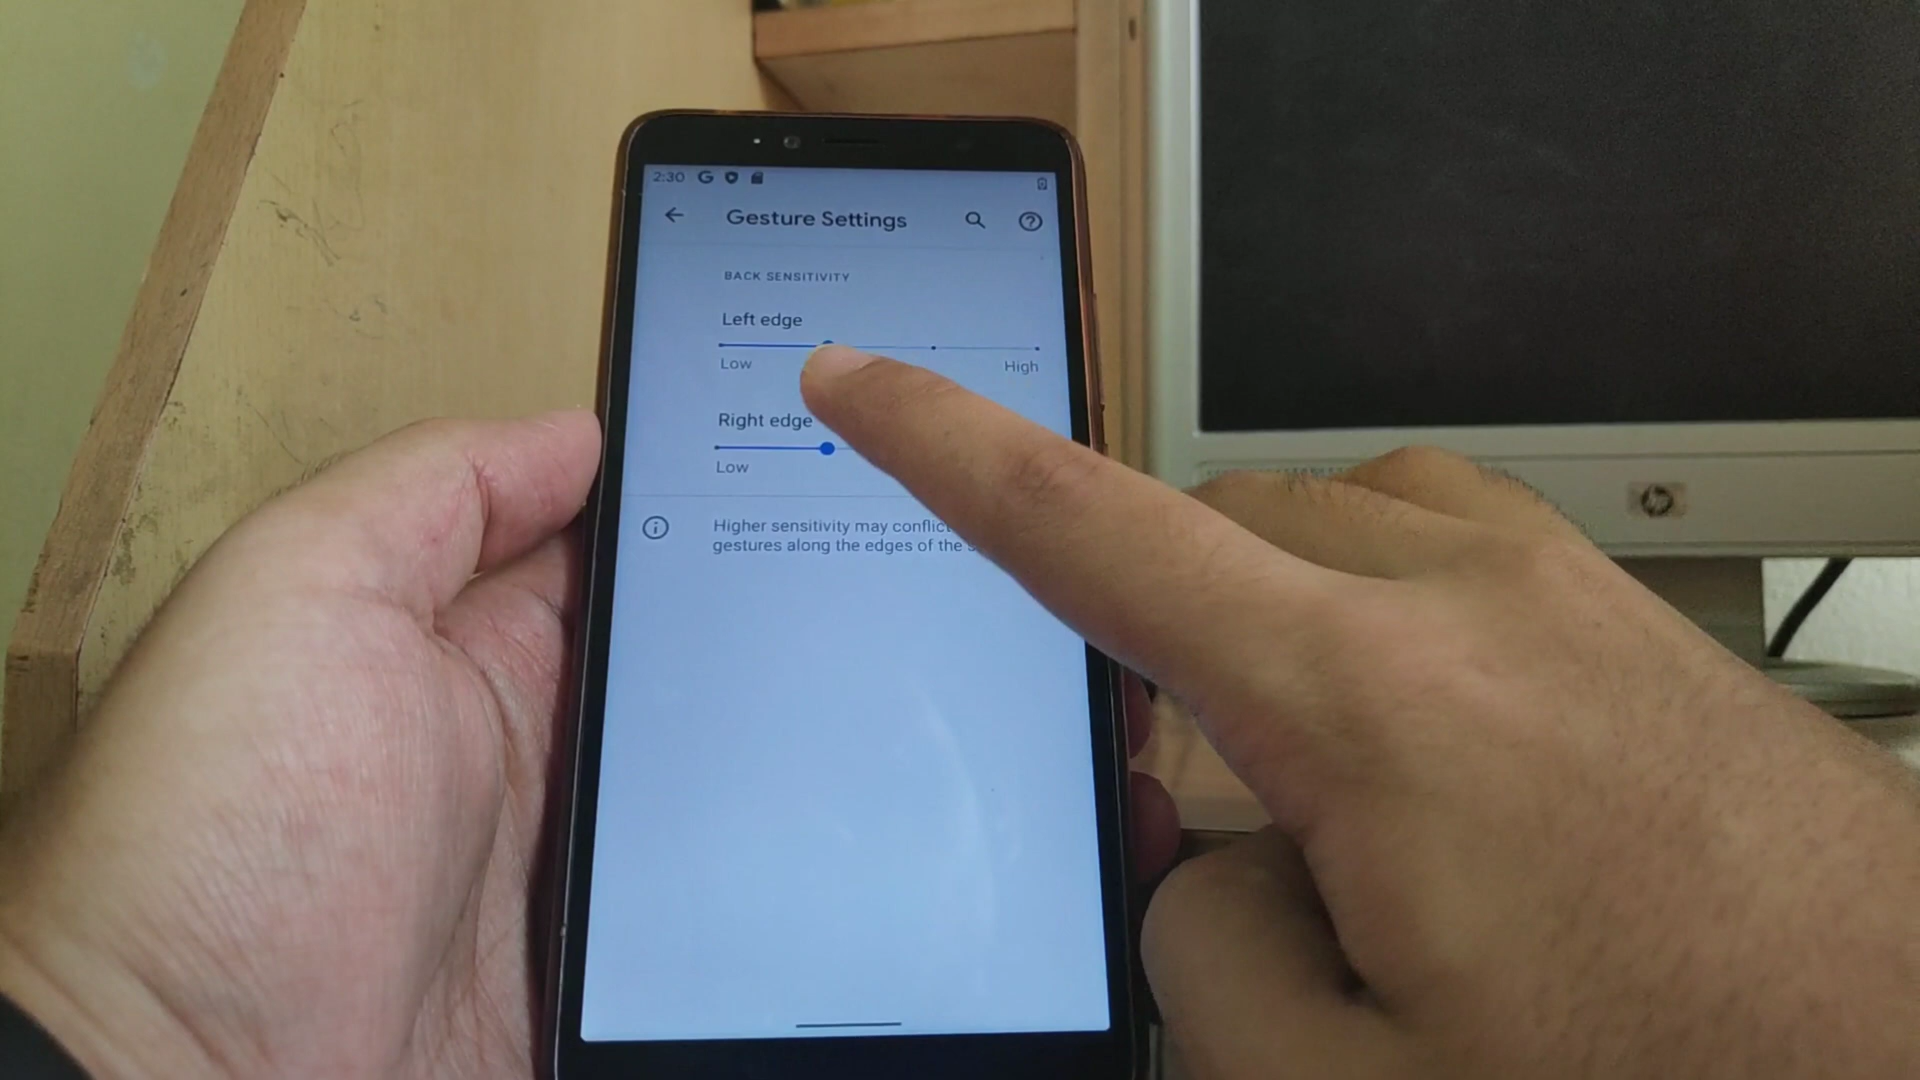 2:30 G
Gesture Settings
BACK SENSITIVITY
Left edge
Low
High
Right edge
Low
Higher sensitivity may conflic
gestures along the edges of the s
hp